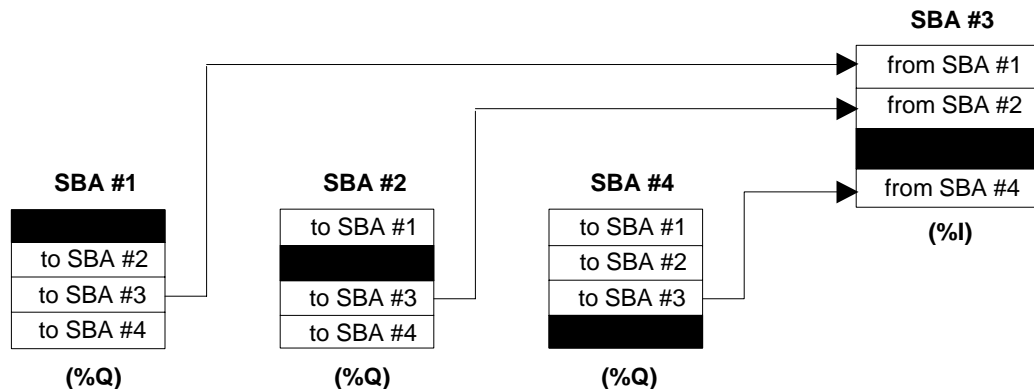 SBA #3
from SBA #1
from SBA #2
from SBA #4
(%I)
SBA #1
to SBA #2
to SBA #3
to SBA #4
(%Q)
SBA #2
to SBA #1
to SBA #3
to SBA #4
(%Q)
SBA #4
to SBA #1
to SBA #2
to SBA #3
(%Q)